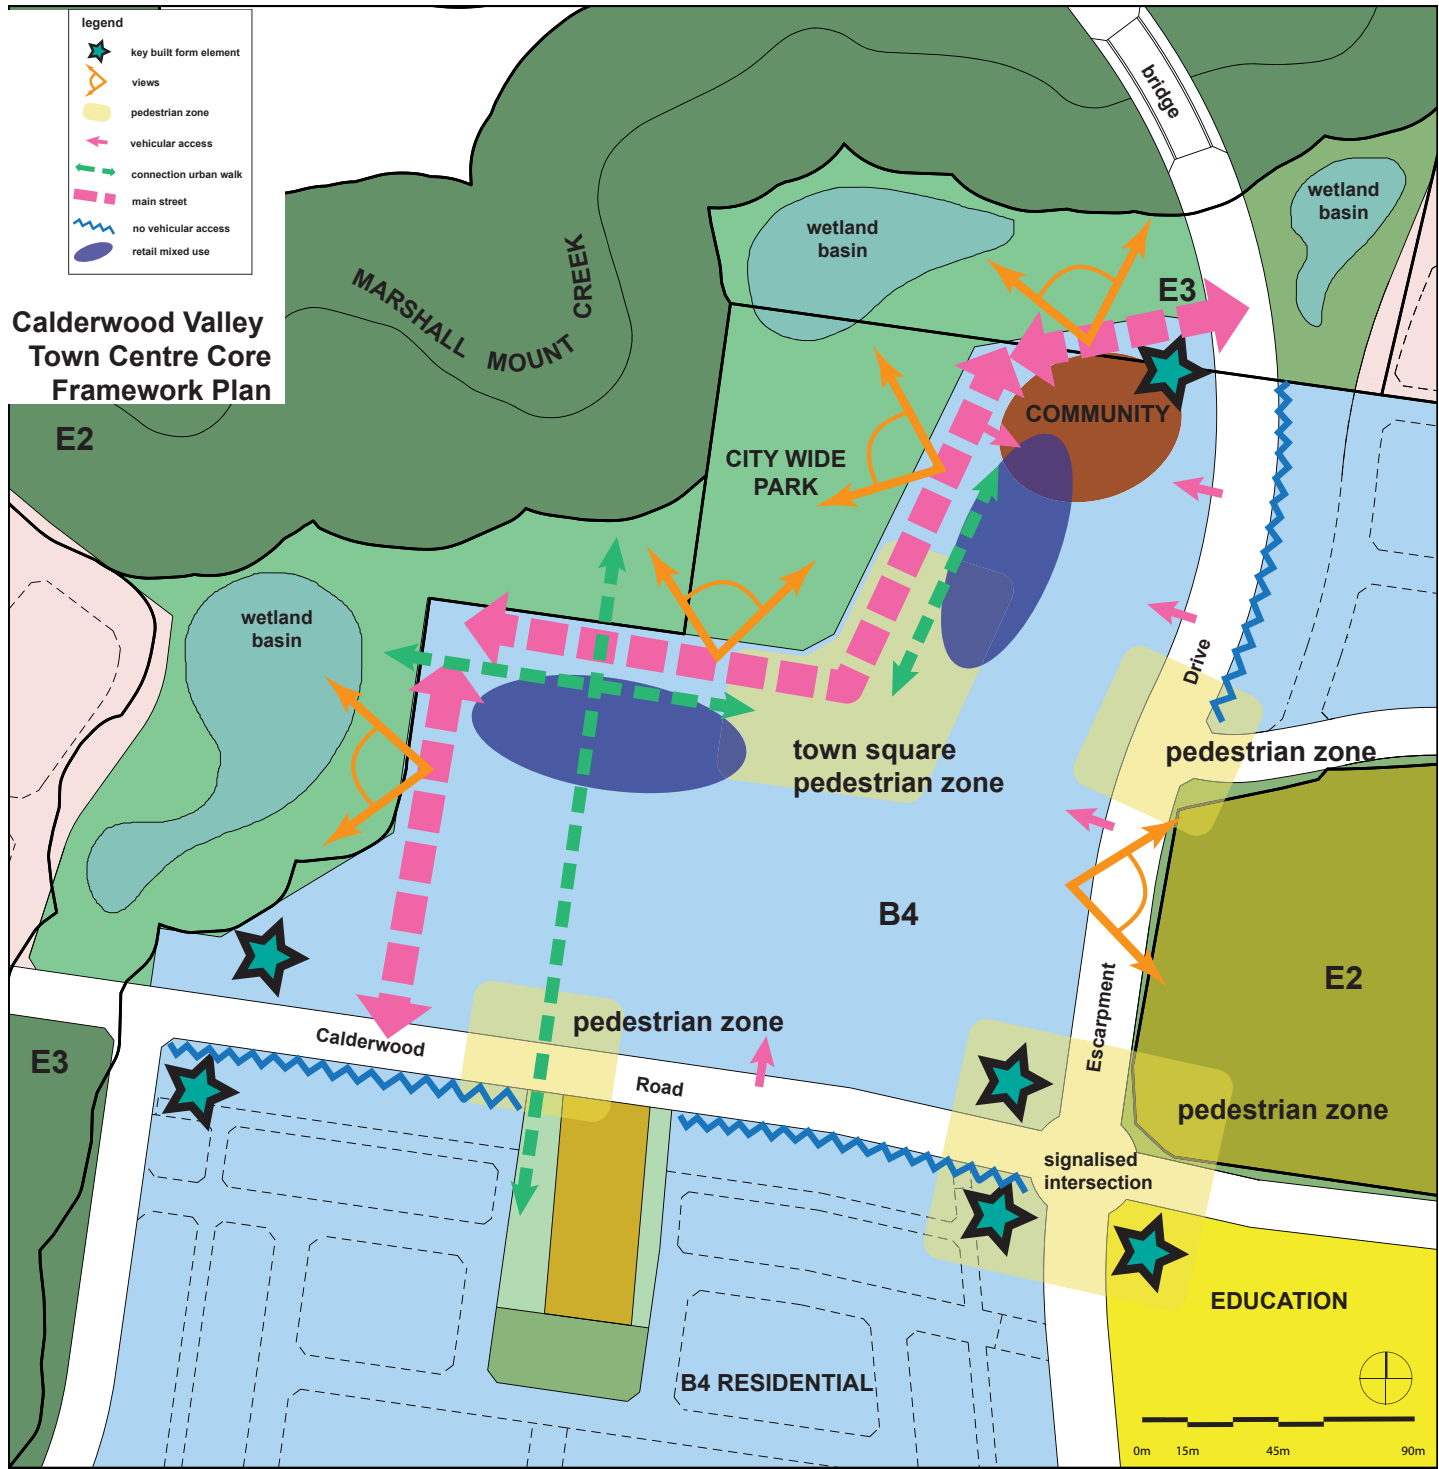 legend
key built form element
views
pedestrian zone
vehicular access
connection urban walk
main street
no vehicular access
retail mixed use
Calderwood Valley
Town Centre Core
Framework Plan
bridge
wetland
basin
wetland
basin
MARSHALL MOUNT CREEK
E3
E2
COMMUNITY
CITY WIDE
PARK
wetland
basin
Drive
town square
pedestrian zone
pedestrian zone
B4
E2
Escarpment
pedestrian zone
Calderwood
Road
E3
pedestrian zone
signalised
intersection
EDUCATION
B4 RESIDENTIAL
0m 15m 45m 90m